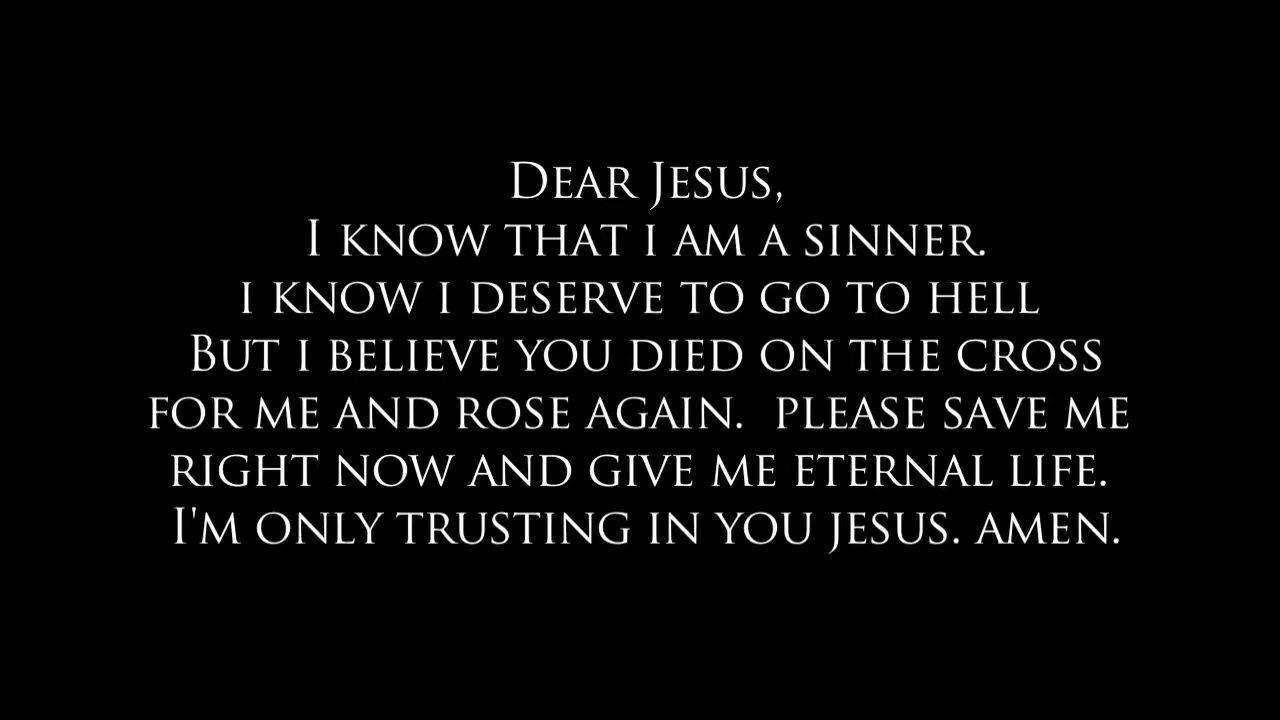 Dear Jesus,
I know that i am a sinner.
i know i deserve to go to hell
But i believe you died on the cross
for me and rose again.  please save me
right now and give me eternal life.
I'm only trusting in you jesus. amen.